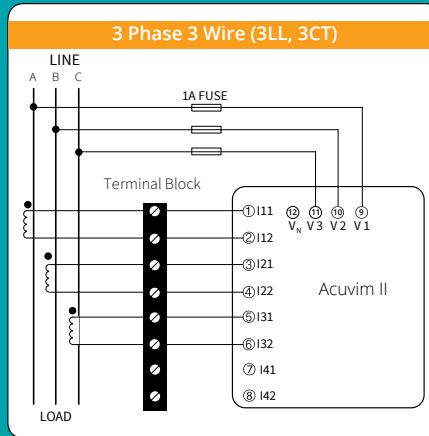 3 Phase 3 Wire (3LL, 3CT)
LINE
A B C
1A FUSE
Terminal Block
① I11
② I12
③ I21
④ I22
⑤ I31
⑥ I32
⑦ I41
⑧ I42
⑫ ⑪ ⑩ ⑨
VN V3 V2 V1
Acuvim II
LOAD